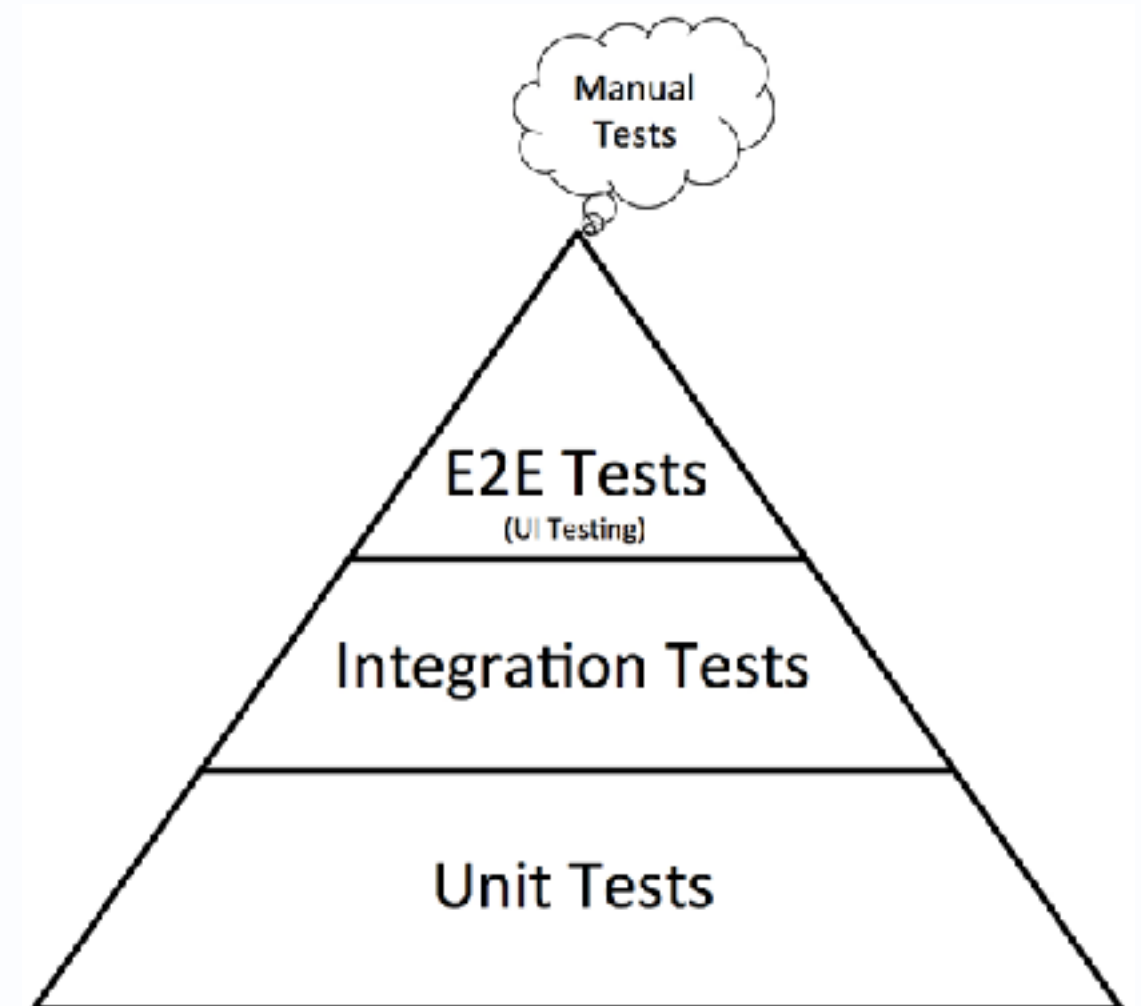 Manual
Tests
E2E Tests
(UI Testing)
Integration Tests
Unit Tests